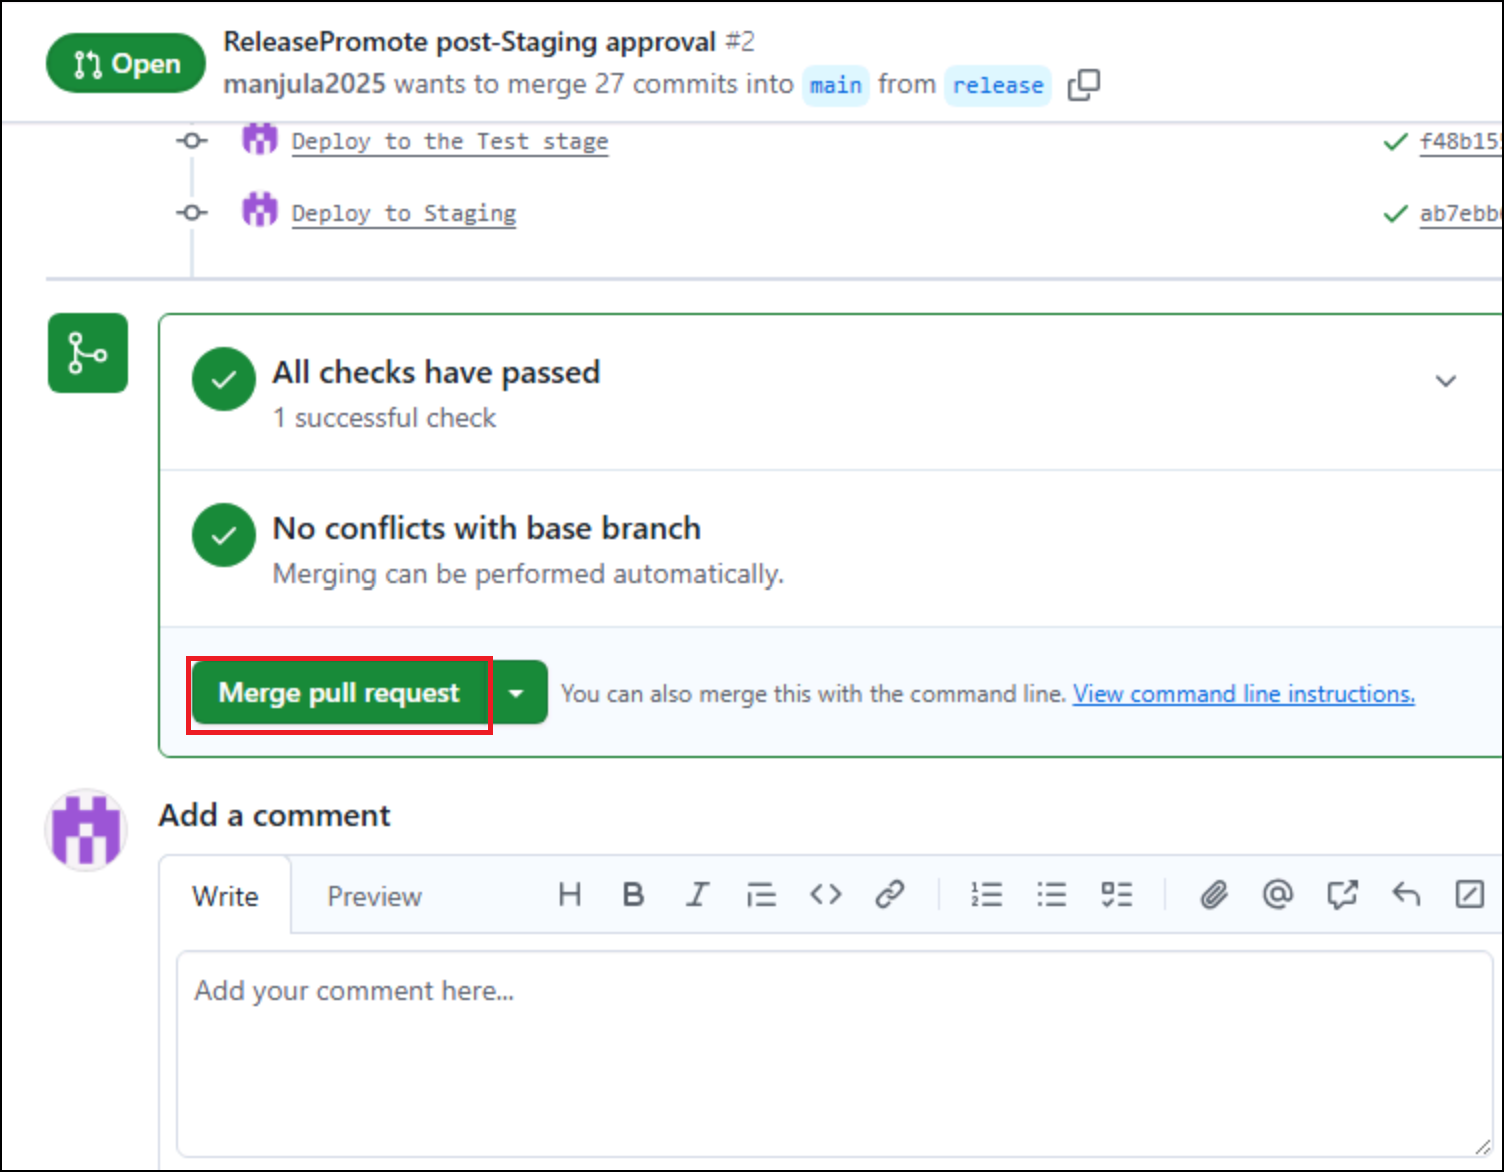 Open
ReleasePromote post-Staging approval #2
manjula2025 wants to merge 27 commits into main from release
Deploy to the Test stage
Deploy to Staging ab7ebb
All checks have passed
1 successful check
No conflicts with base branch
Merging can be performed automatically.
Merge pull request You can also merge this with the command line. View command line instructions.
Add a comment
Write Preview
Add your comment here...